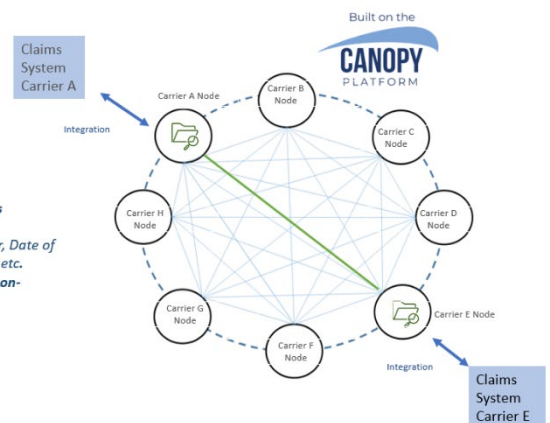 Built on the
CANOPY
PLATFORM
Claims
System
Carrier A
Integration
Carrier A Node
Carrier B
Node
Carrier C
Node
Carrier H
Node
Carrier D
Node
s
r, Date of
etc.
on-
Carrier G
Node
Carrier E Node
Carrier F
Node
Integration
Claims
System
Carrier E